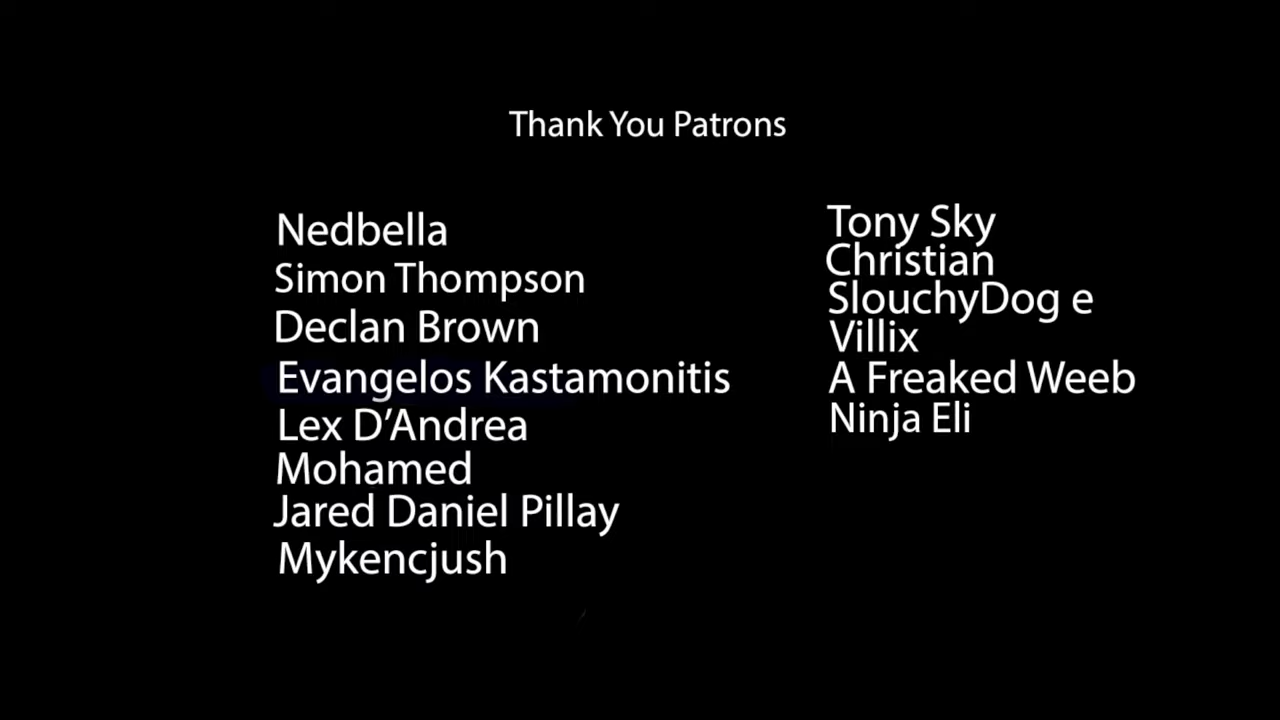 Thank You Patrons
Nedbella
Simon Thompson
Declan Brown
Evangelos Kastamonitis
Lex D’Andrea
Mohamed
Jared Daniel Pillay
Mykencjush
Tony Sky
Christian
SlouchyDog e
Villix
A Freaked Weeb
Ninja Eli